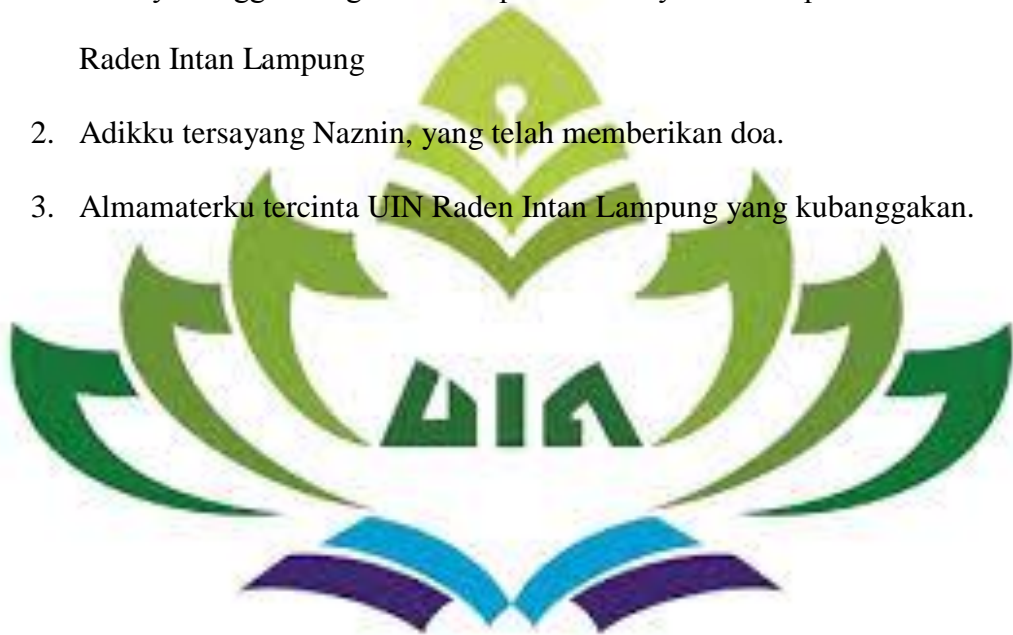 Raden Intan Lampung
2. Adikku tersayang Naznin, yang telah memberikan doa.
3. Almamaterku tercinta UIN Raden Intan Lampung yang kubanggakan.
UIN